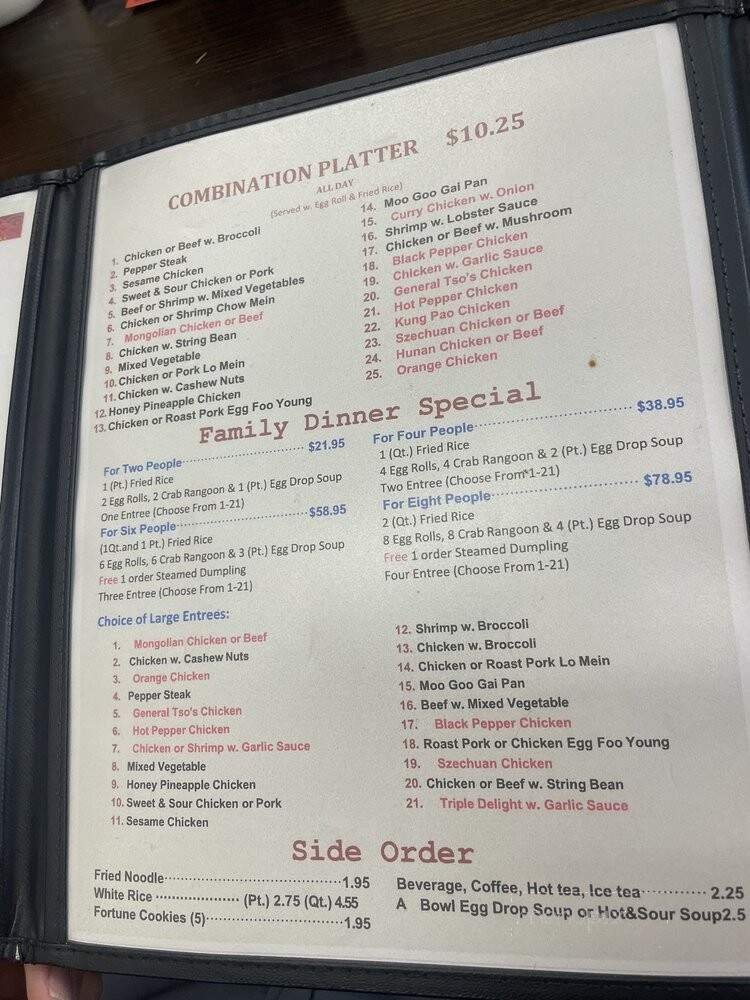 COMBINATION PLATTER $10.25
ALL DAY
(Served w. Egg Roll & Fried Rice)
1. Chicken or Beef w. Broccoli
2. Pepper Steak
3. Sesame Chicken
4. Sweet & Sour Chicken or Pork
5. Beef or Shrimp w. Mixed Vegetables
6. Chicken or Shrimp Chow Mein
7. Mongolian Chicken or Beef
8. Chicken w. String Bean
9. Mixed Vegetable
10. Chicken or Pork Lo Mein
11. Chicken w. Cashew Nuts
12. Honey Pineapple Chicken
13. Chicken or Roast Pork Egg Foo Young
14. Moo Goo Gai Pan
15. Curry Chicken w. Onion
16. Shrimp w. Lobster Sauce
17. Chicken or Beef w. Mushroom
18. Black Pepper Chicken
19. Chicken w. Garlic Sauce
20. General Tso's Chicken
21. Hot Pepper Chicken
22. Kung Pao Chicken
23. Szechuan Chicken or Beef
24. Hunan Chicken or Beef
25. Orange Chicken
Family Dinner Special
For Two People $21.95
1 (Pt.) Fried Rice
2 Egg Rolls, 2 Crab Rangoon & 1 (Pt.) Egg Drop Soup
One Entree (Choose From 1-21)
For Six People $58.95
(1Qt.and 1 Pt.) Fried Rice
6 Egg Rolls, 6 Crab Rangoon & 3 (Pt.) Egg Drop Soup
Free 1 order Steamed Dumpling
Three Entree (Choose From 1-21)
For Four People $38.95
1 (Qt.) Fried Rice
4 Egg Rolls, 4 Crab Rangoon & 2 (Pt.) Egg Drop Soup
Two Entree (Choose From 1-21)
For Eight People $78.95
2 (Qt.) Fried Rice
8 Egg Rolls, 8 Crab Rangoon & 4 (Pt.) Egg Drop Soup
Free 1 order Steamed Dumpling
Four Entree (Choose From 1-21)
Choice of Large Entrees:
1. Mongolian Chicken or Beef
2. Chicken w. Cashew Nuts
3. Orange Chicken
4. Pepper Steak
5. General Tso's Chicken
6. Hot Pepper Chicken
7. Chicken or Shrimp w. Garlic Sauce
8. Mixed Vegetable
9. Honey Pineapple Chicken
10. Sweet & Sour Chicken or Pork
11. Sesame Chicken
12. Shrimp w. Broccoli
13. Chicken w. Broccoli
14. Chicken or Roast Pork Lo Mein
15. Moo Goo Gai Pan
16. Beef w. Mixed Vegetable
17. Black Pepper Chicken
18. Roast Pork or Chicken Egg Foo Young
19. Szechuan Chicken
20. Chicken or Beef w. String Bean
21. Triple Delight w. Garlic Sauce
Side Order
Fried Noodle 1.95
White Rice (Pt.) 2.75 (Qt.) 4.55
Fortune Cookies (5) 1.95
Beverage, Coffee, Hot tea, Ice tea 2.25
A Bowl Egg Drop Soup or Hot&Sour Soup2.5